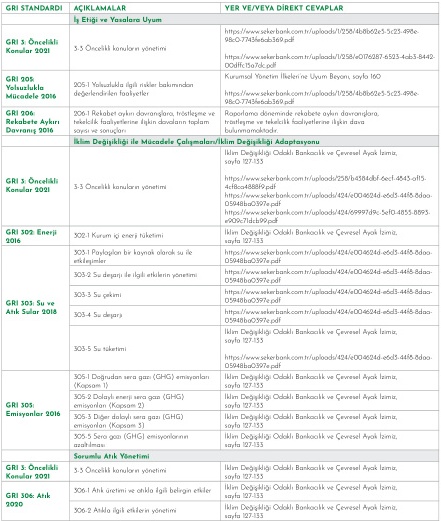 GRI STANDARDI AÇIKLAMALAR YER VE/VEYA DİREKT CEVAPLAR
İş Etiği ve Yasalara Uyum
GRI 3: Öncelikli
Konular 2021
3-3 Öncelikli konuların yönetimi
https://www.sekerbank.com.tr/uploads/1/258/4b8b62e5-5c23-498e-
98c0-7743fe6ab369.pdf
https://www.sekerbank.com.tr/uploads/1/258/e0176287-6523-4ab3-8442-
00dffc15a7dc.pdf
GRI 205:
Yolsuzlukla
Mücadele 2016
205-1 Yolsuzlukla ilgili riskler bakımından
değerlendirilen faaliyetler
Kurumsal Yönetim İlkeleri'ne Uyum Beyanı, sayfa 160
https://www.sekerbank.com.tr/uploads/1/258/4b8b62e5-5c23-498e-
98c0-7743fe6ab369.pdf
GRI 206:
Rekabete Aykırı
Davranış 2016
206-1 Rekabet aykırı davranışlara, tröstleşme ve
tekelcilik faaliyetlerine ilişkin davaların toplam
sayısı ve sonuçları
Raporlama döneminde rekabete aykırı davranışlara,
tröstleşme ve tekelcilik faaliyetlerine ilişkin dava
bulunmamaktadır.
İklim Değişikliği ile Mücadele Çalışmaları/İklim Değişikliği Adaptasyonu
GRI 3: Öncelikli
Konular 2021
3-3 Öncelikli konuların yönetimi
İklim Değişikliği Odaklı Bankacılık ve Çevresel Ayak İzimiz,
sayfa 127-133
https://www.sekerbank.com.tr/uploads/258/b4384dbf-6ecf-4843-af15-
4cf8ca4888f9.pdf
https://www.sekerbank.com.tr/uploads/424/e004624d-e6d3-44f8-8daa-
05948ba0397e.pdf
https://www.sekerbank.com.tr/uploads/424/69997d9c-5ef0-4855-8893-
e909c71dcb99.pdf
GRI 302: Enerji
2016
302-1 Kurum içi enerji tüketimi
İklim Değişikliği Odaklı Bankacılık ve Çevresel Ayak İzimiz,
sayfa 127-133
GRI 303: Su ve
Atık Sular 2018
303-1 Paylaşılan bir kaynak olarak su ile
etkileşimler
https://www.sekerbank.com.tr/uploads/424/e004624d-e6d3-44f8-8daa-
05948ba0397e.pdf
303-2 Su deşarjı ile ilgili etkilerin yönetimi
https://www.sekerbank.com.tr/uploads/424/e004624d-e6d3-44f8-8daa-
05948ba0397e.pdf
303-3 Su çekimi
https://www.sekerbank.com.tr/uploads/424/e004624d-e6d3-44f8-8daa-
05948ba0397e.pdf
303-4 Su deşarjı
https://www.sekerbank.com.tr/uploads/424/e004624d-e6d3-44f8-8daa-
05948ba0397e.pdf
303-5 Su tüketimi
İklim Değişikliği Odaklı Bankacılık ve Çevresel Ayak İzimiz,
sayfa 127-133
https://www.sekerbank.com.tr/uploads/424/e004624d-e6d3-44f8-8daa-
05948ba0397e.pdf
GRI 305:
Emisyonlar 2016
305-1 Doğrudan sera gazı (GHG) emisyonları
(Kapsam 1)
İklim Değişikliği Odaklı Bankacılık ve Çevresel Ayak İzimiz,
sayfa 127-133
305-2 Dolaylı enerji sera gazı (GHG)
emisyonları (Kapsam 2)
İklim Değişikliği Odaklı Bankacılık ve Çevresel Ayak İzimiz,
sayfa 127-133
305-3 Diğer dolaylı sera gazı (GHG)
emisyonları (Kapsam 3)
İklim Değişikliği Odaklı Bankacılık ve Çevresel Ayak İzimiz,
sayfa 127-133
305-5 Sera gazı (GHG) emisyonlarının
azaltılması
İklim Değişikliği Odaklı Bankacılık ve Çevresel Ayak İzimiz,
sayfa 127-133
Sorumlu Atık Yönetimi
GRI 3: Öncelikli
Konular 2021
3-3 Öncelikli konuların yönetimi
İklim Değişikliği Odaklı Bankacılık ve Çevresel Ayak İzimiz,
sayfa 127-133
GRI 306: Atık
2020
306-1 Atık üretimi ve atıkla ilgili belirgin etkiler
İklim Değişikliği Odaklı Bankacılık ve Çevresel Ayak İzimiz,
sayfa 127-133
306-2 Atıkla ilgili etkilerin yönetimi
İklim Değişikliği Odaklı Bankacılık ve Çevresel Ayak İzimiz,
sayfa 127-133